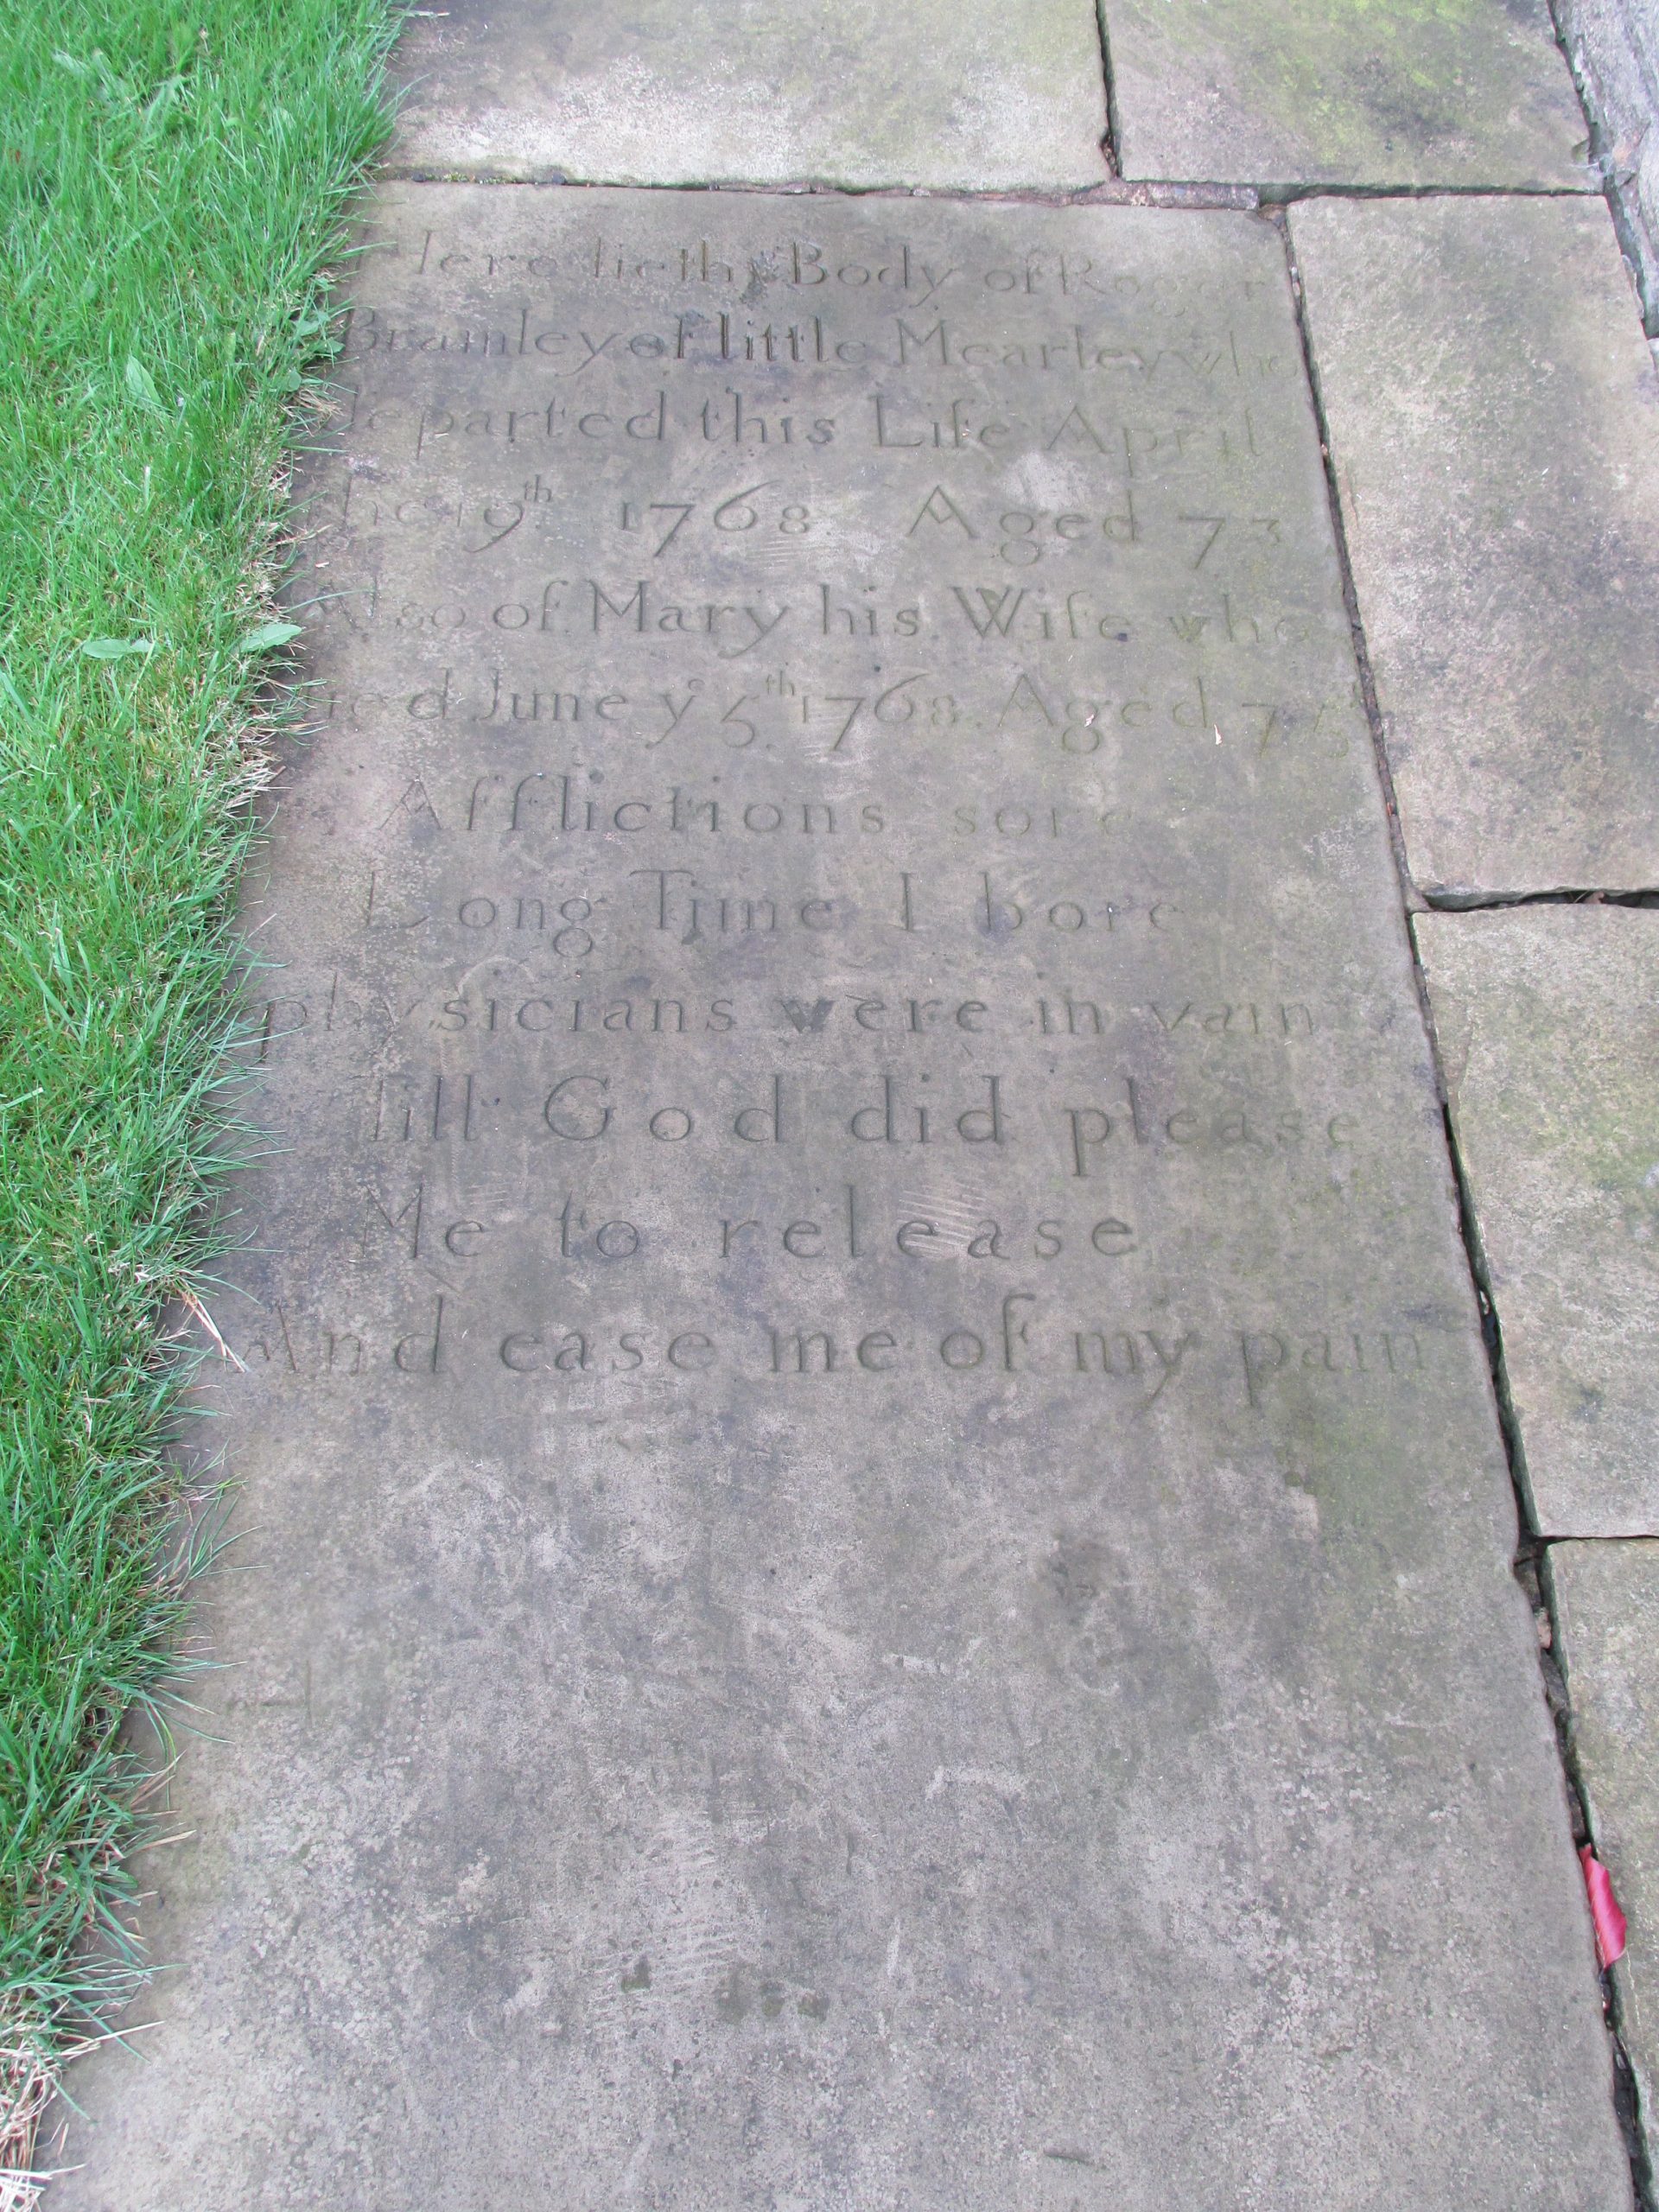 Here lieth yᵉ Body of Roger
Bramley of little Mearley who
departed this Life April
the 19th 1768 Aged 73
Also of Mary his Wife who
died June yᵉ 5th 1768. Aged 75
Afflictions sore
Long Time I bore
physicians were in vain
Till God did please
Me to release
And ease me of my pain